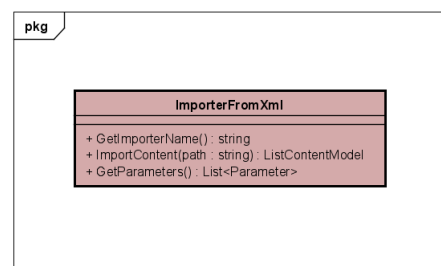 pkg
ImporterFromXml
+ GetImporterName() : string
+ ImportContent(path : string) : ListContentModel
+ GetParameters() : List<Parameter>